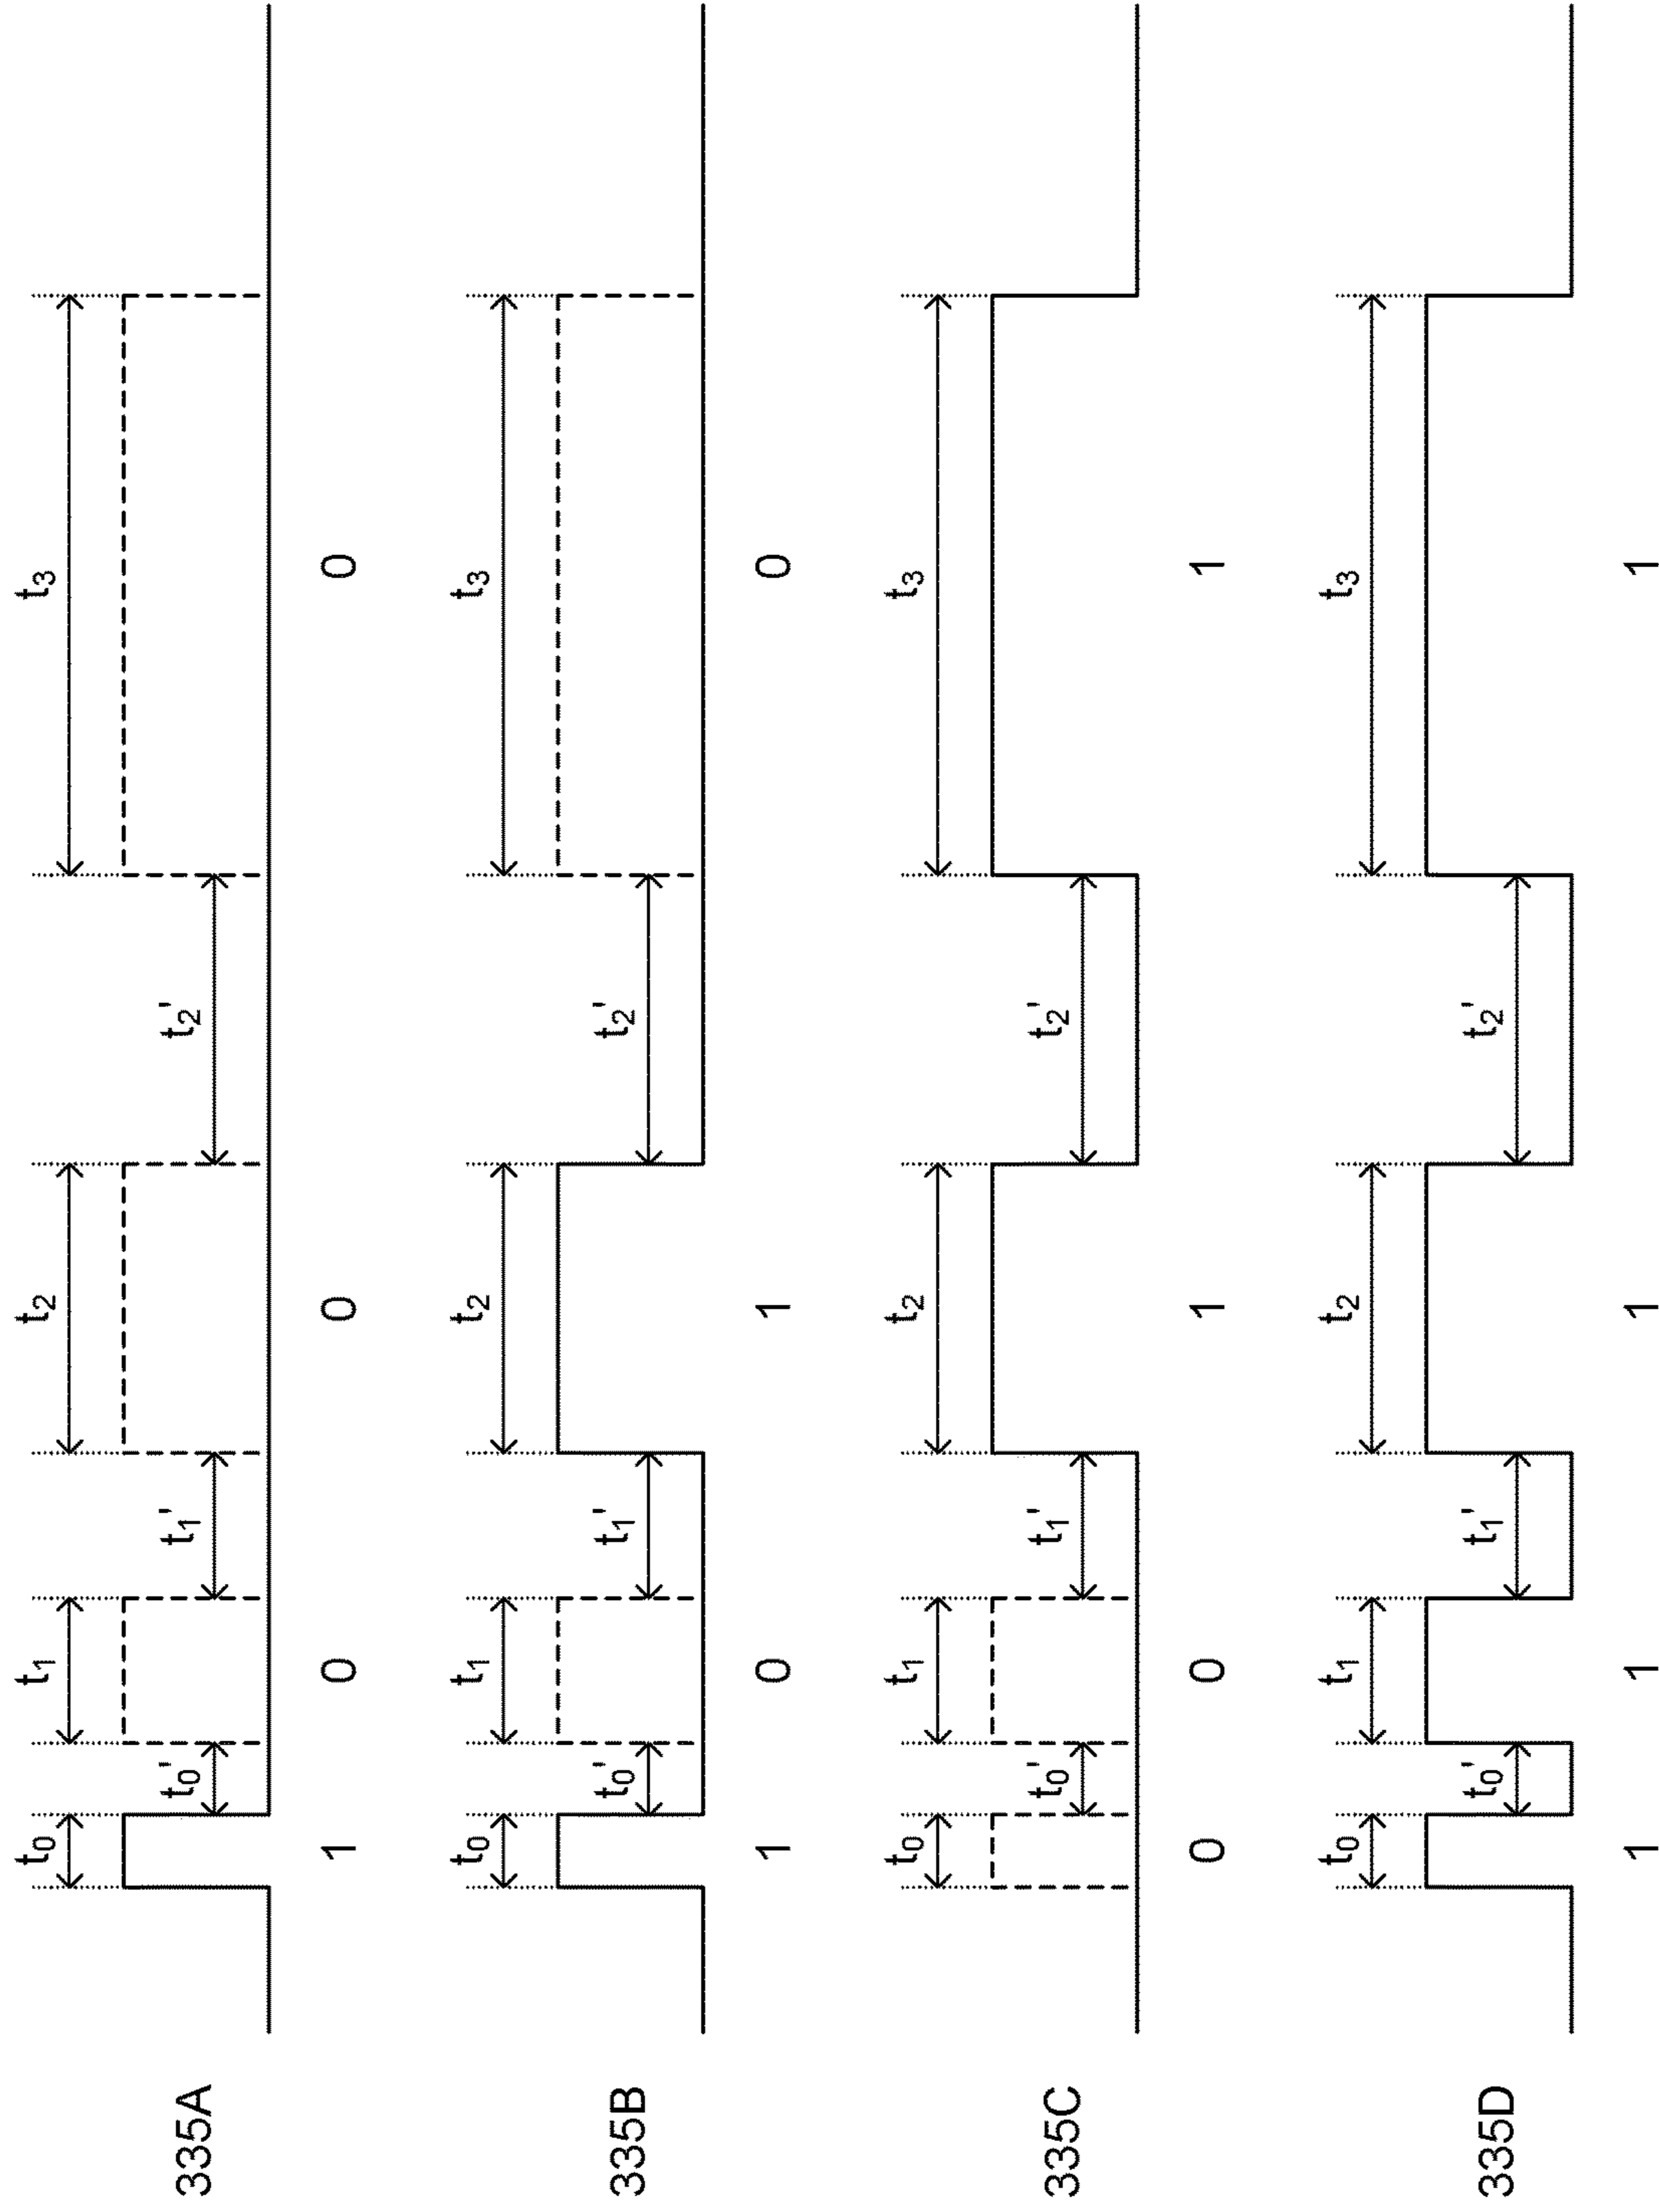 t₀ t₁ t₂ t₃
335A t₀' t₁' t₂'
1 0 0 0
t₀ t₁ t₂ t₃
335B t₀' t₁' t₂'
1 0 1 0
t₀ t₁ t₂ t₃
335C t₀' t₁' t₂'
0 0 1 1
t₀ t₁ t₂ t₃
335D t₀' t₁' t₂'
1 1 1 1